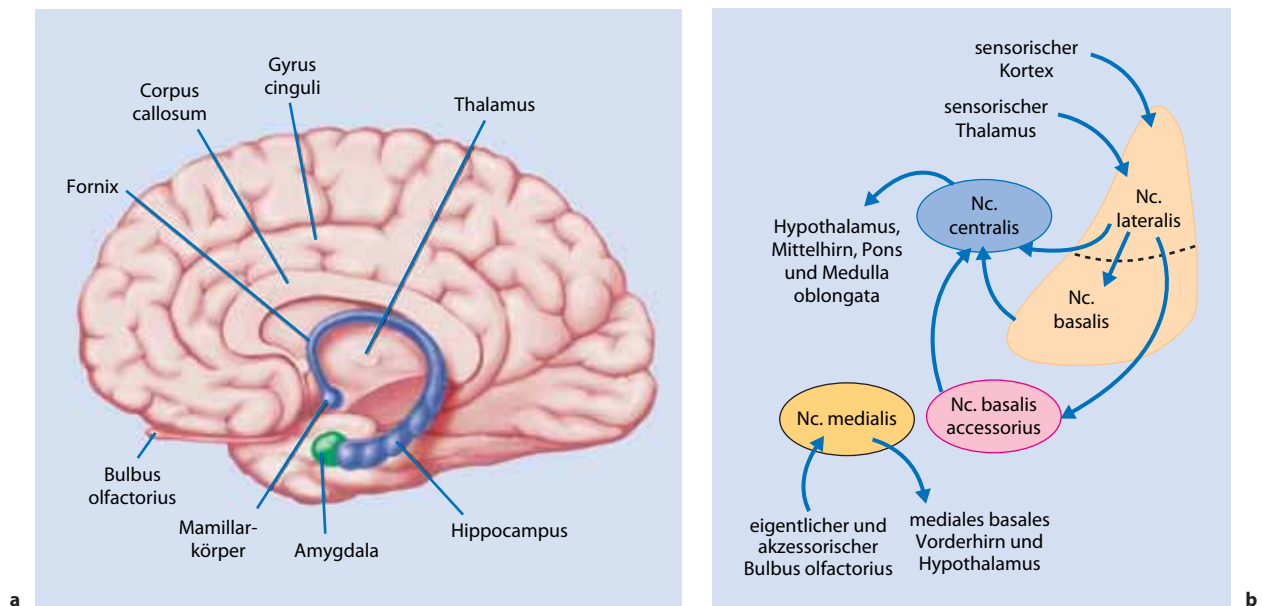 Gyrus
cinguli
Corpus
callosum
Thalamus
Fornix
Bulbus
olfactorius
Mamillar-
körper
Amygdala
Hippocampus
a
sensorischer
Kortex
sensorischer
Thalamus
Nc.
centralis
Nc.
lateralis
Hypothalamus,
Mittelhirn, Pons
und Medulla
oblongata
Nc.
basalis
Nc. medialis
Nc. basalis
accessorius
eigentlicher und
akzessorischer
Bulbus olfactorius
mediales basales
Vorderhirn und
Hypothalamus
b